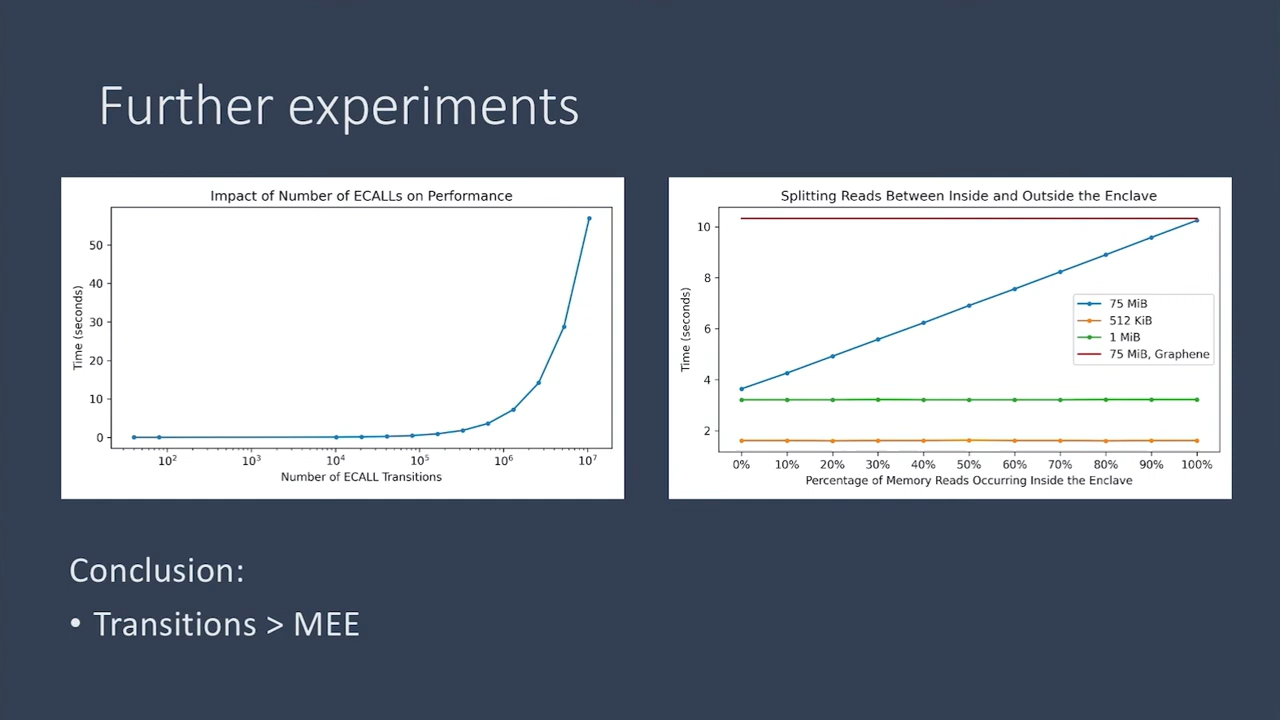 Further experiments
Impact of Number of ECALLs on Performance
Time (seconds)
50
40
30
20
10
0
10² 10³ 10⁴ 10⁵ 10⁶ 10⁷
Number of ECALL Transitions
Splitting Reads Between Inside and Outside the Enclave
Time (seconds)
10
8
6
4
2
75 MiB
512 KiB
1 MiB
75 MiB, Graphene
0% 10% 20% 30% 40% 50% 60% 70% 80% 90% 100%
Percentage of Memory Reads Occurring Inside the Enclave
Conclusion:
• Transitions > MEE